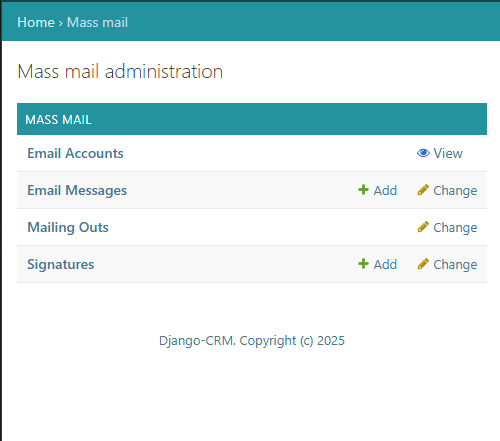 Home › Mass mail
Mass mail administration
MASS MAIL
Email Accounts View
Email Messages Add Change
Mailing Outs Change
Signatures Add Change
Django-CRM. Copyright (c) 2025